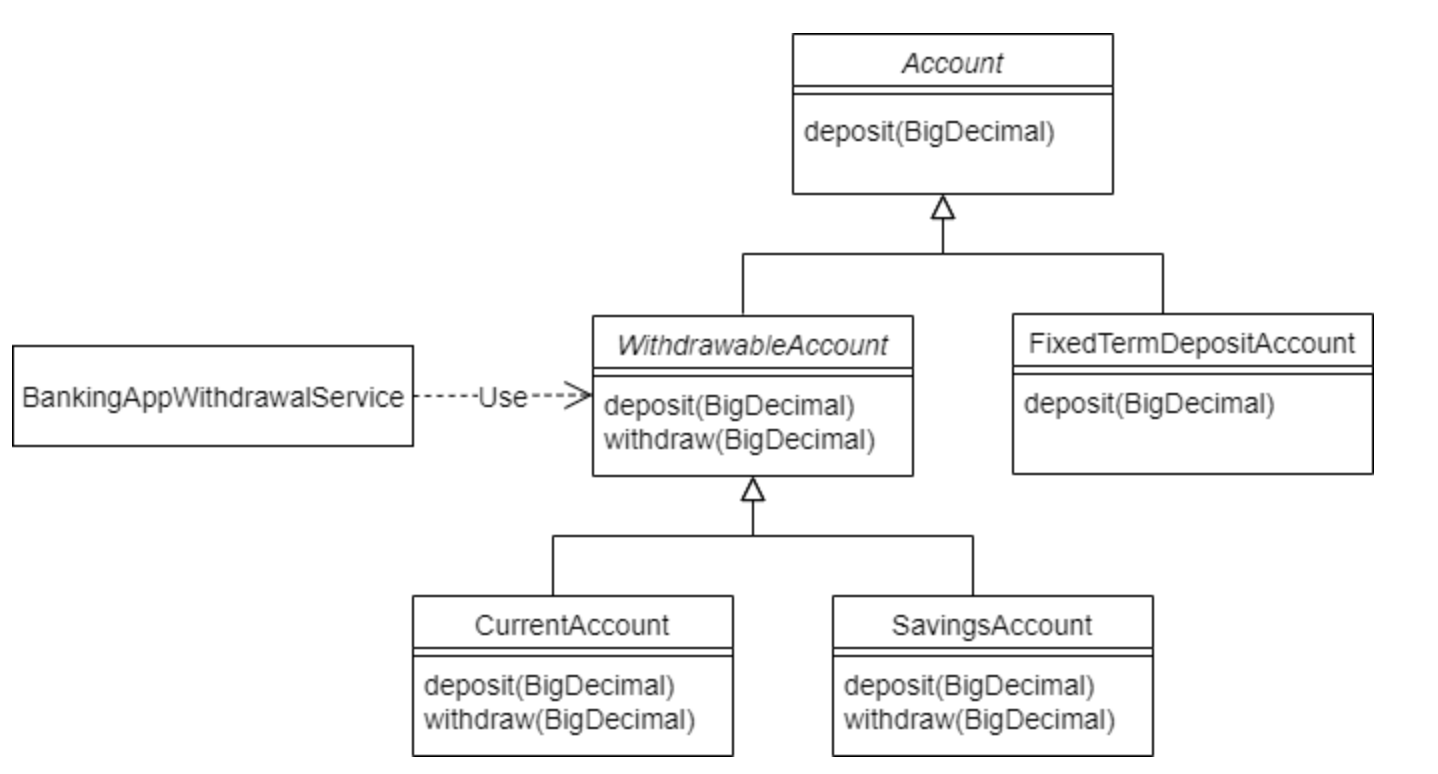 Account
deposit(BigDecimal)
WithdrawableAccount
deposit(BigDecimal)
withdraw(BigDecimal)
FixedTermDepositAccount
deposit(BigDecimal)
BankingAppWithdrawalService
Use
CurrentAccount
deposit(BigDecimal)
withdraw(BigDecimal)
SavingsAccount
deposit(BigDecimal)
withdraw(BigDecimal)